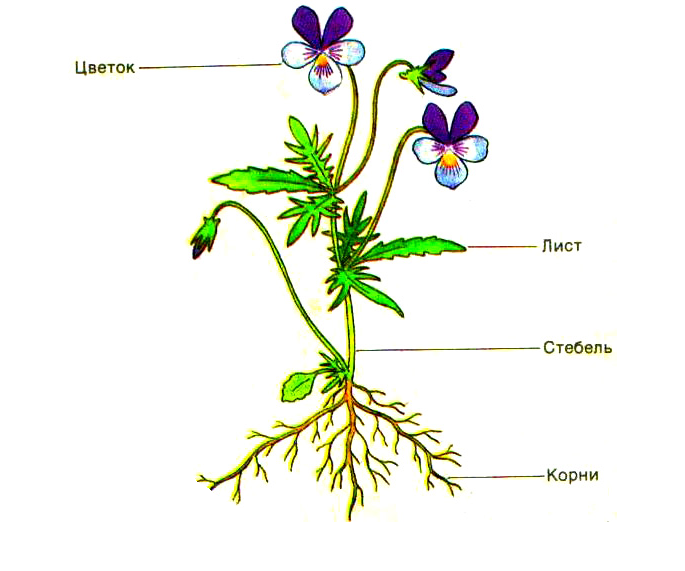 Цветок
Лист
Стебель
Корни